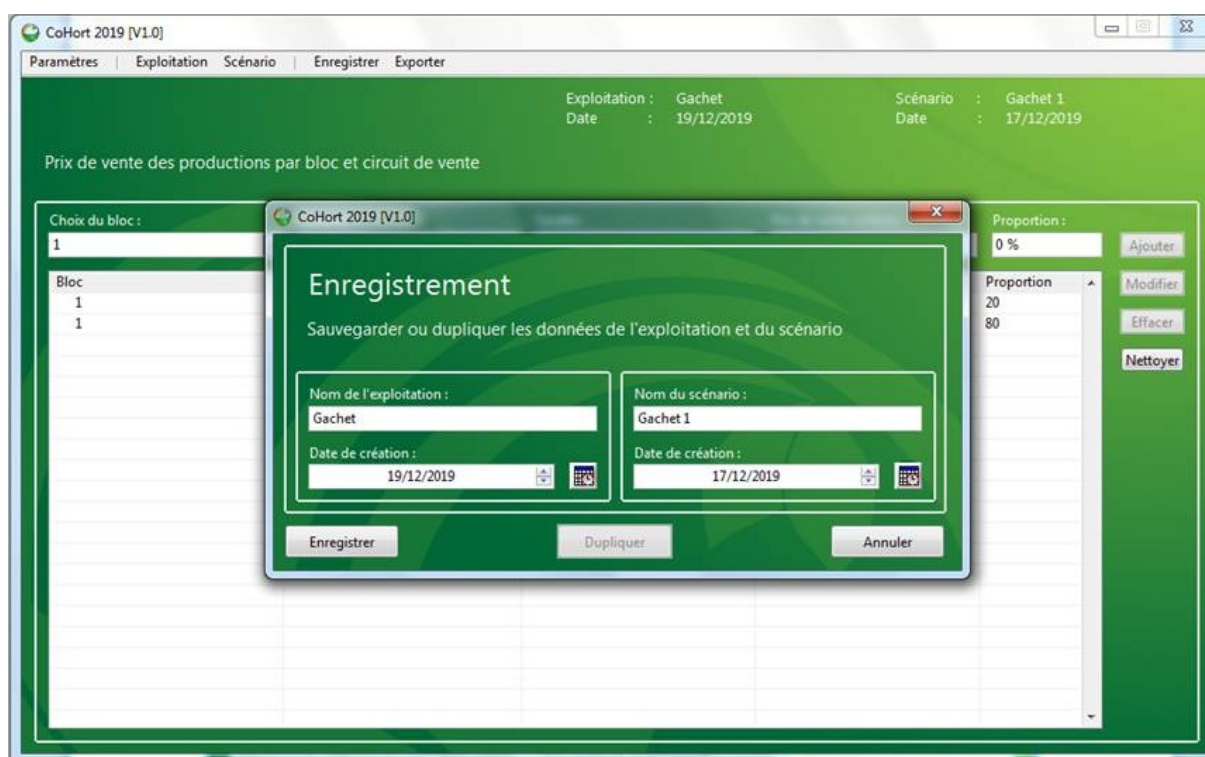 CoHort 2019 [V1.0]
Paramètres | Exploitation Scénario | Enregistrer Exporter
Exploitation : Gachet Scénario : Gachet 1
Date : 19/12/2019 Date : 17/12/2019
Prix de vente des productions par bloc et circuit de vente
Choix du bloc : Proportion :
1 0 % Ajouter
Bloc Proportion Modifier
1 20
1 80 Effacer
Nettoyer
CoHort 2019 [V1.0]
Enregistrement
Sauvegarder ou dupliquer les données de l'exploitation et du scénario
Nom de l'exploitation : Nom du scénario :
Gachet Gachet 1
Date de création : Date de création :
19/12/2019 17/12/2019
Enregistrer Dupliquer Annuler